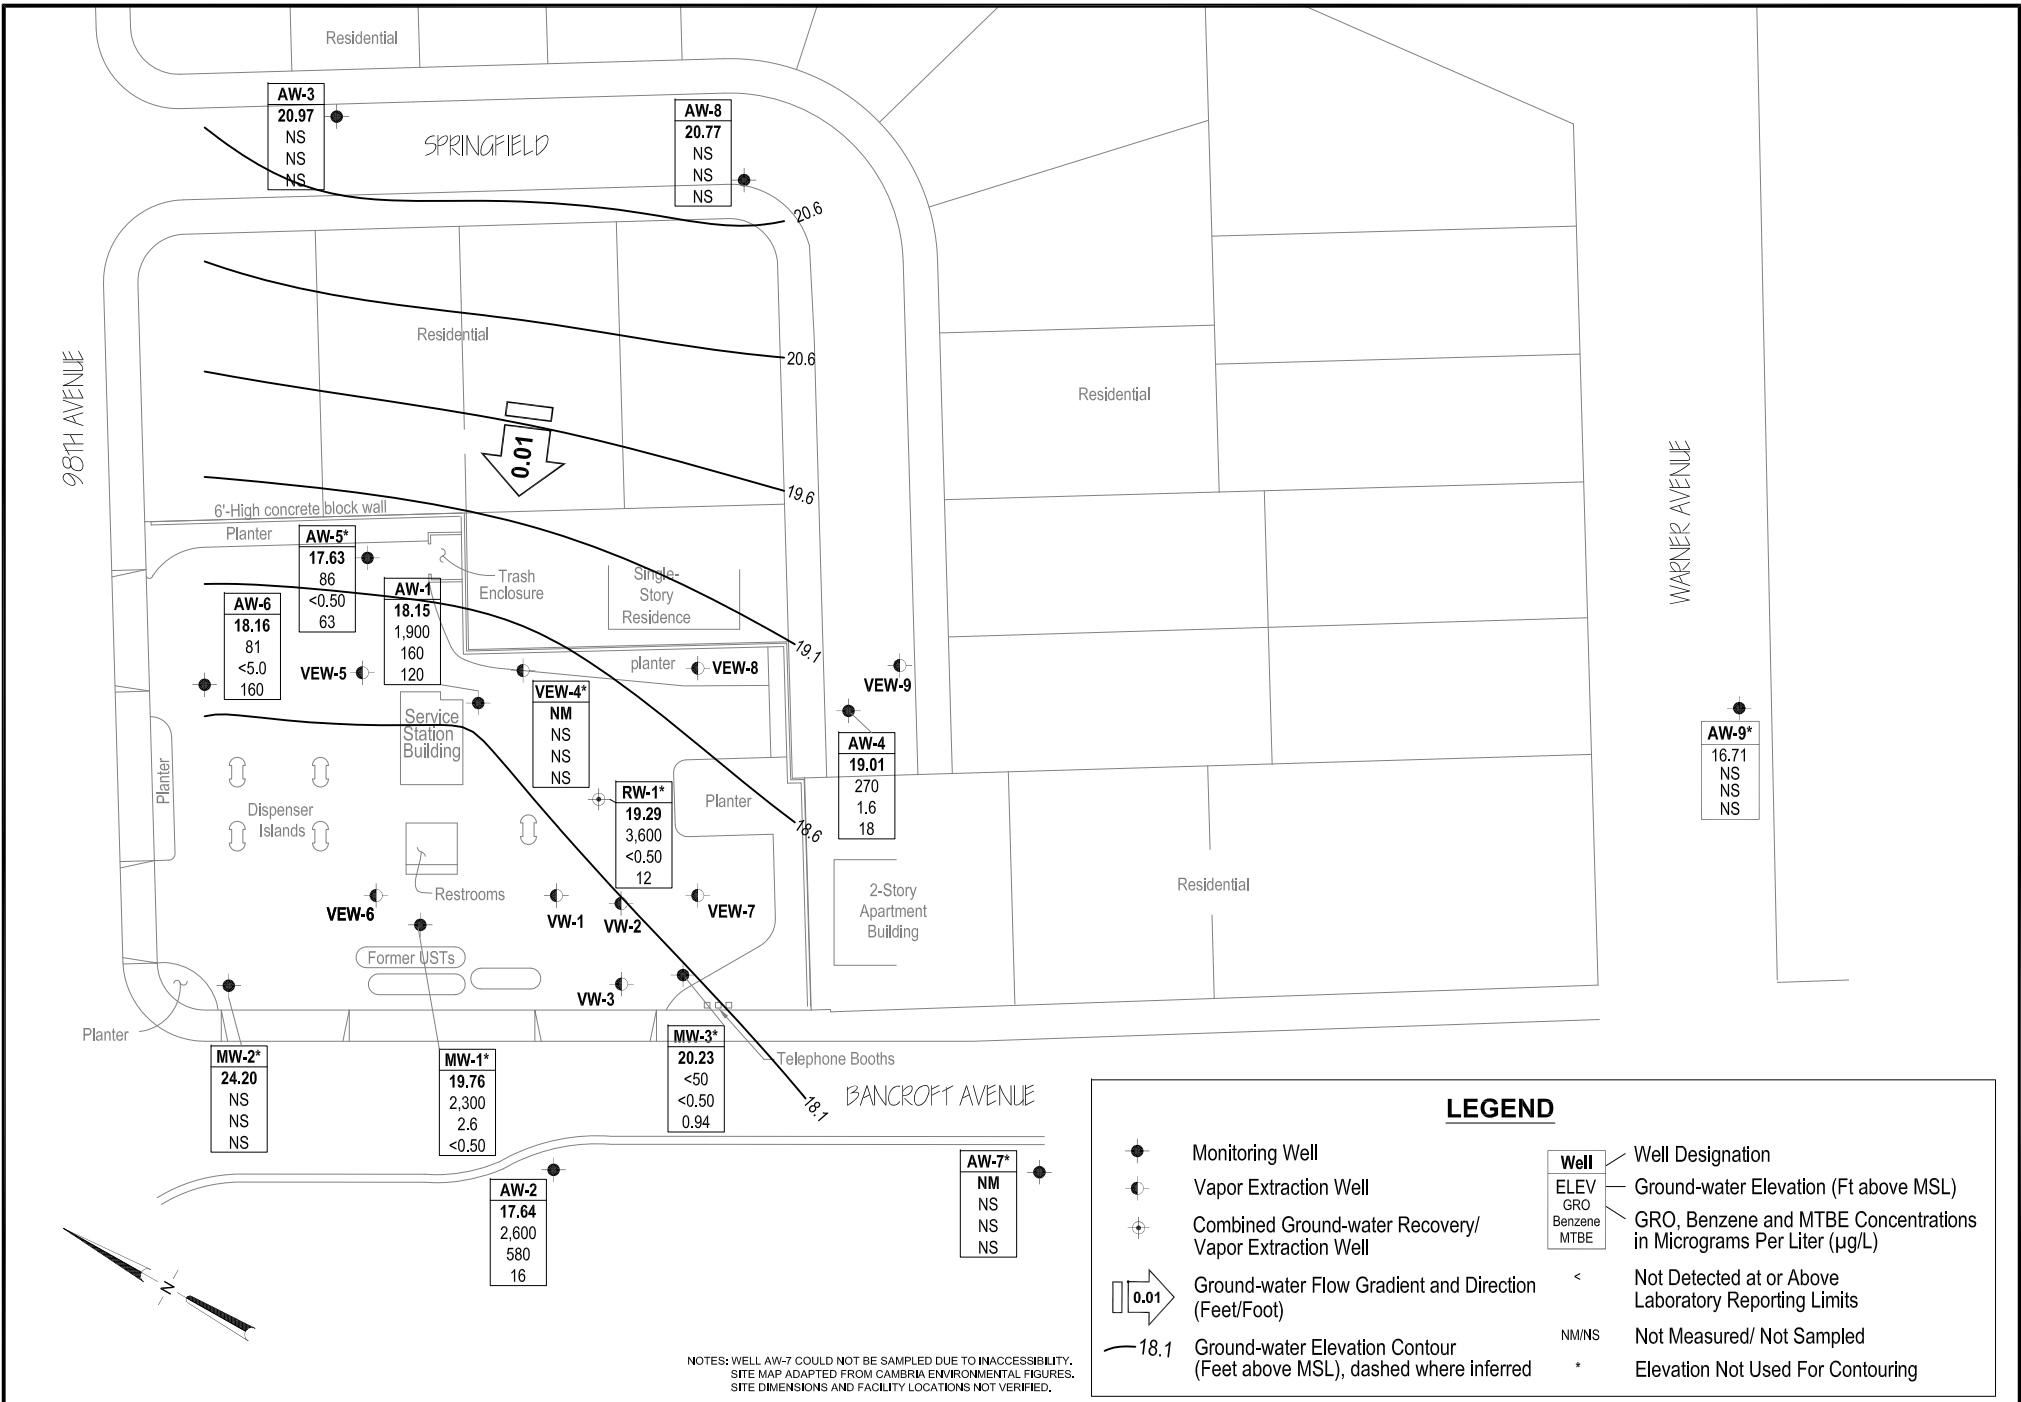 Residential
AW-3
20.97
NS
NS
NS
SPRINGFIELD
AW-8
20.77
NS
NS
NS
20.6
Residential
20.6
98TH AVENUE
0.01
19.6
Residential
WARNER AVENUE
6'-High concrete block wall
Planter
AW-5*
17.63
86
<0.50
63
Trash
Enclosure
Single-
Story
Residence
AW-6
18.16
81
<5.0
160
AW-1
18.15
1,900
160
120
19.1
VEW-5
planter
VEW-8
VEW-9
VEW-4*
NM
NS
NS
NS
Service
Station
Building
AW-4
19.01
270
1.6
18
AW-9*
16.71
NS
NS
NS
Planter
Dispenser
Islands
RW-1*
19.29
3,600
<0.50
12
Planter
18.6
Restrooms
VEW-6
VW-1
VW-2
VEW-7
2-Story
Apartment
Building
Residential
Former USTs
VW-3
Planter
MW-2*
24.20
NS
NS
NS
MW-1*
19.76
2,300
2.6
<0.50
MW-3*
20.23
<50
<0.50
0.94
Telephone Booths
18.1
BANCROFT AVENUE
AW-2
17.64
2,600
580
16
AW-7*
NM
NS
NS
NS
N
LEGEND
Monitoring Well
Vapor Extraction Well
Combined Ground-water Recovery/
Vapor Extraction Well
0.01
Ground-water Flow Gradient and Direction
(Feet/Foot)
18.1
Ground-water Elevation Contour
(Feet above MSL), dashed where inferred
Well
ELEV
GRO
Benzene
MTBE
Well Designation
Ground-water Elevation (Ft above MSL)
GRO, Benzene and MTBE Concentrations
in Micrograms Per Liter (µg/L)
< Not Detected at or Above
Laboratory Reporting Limits
NM/NS Not Measured/ Not Sampled
* Elevation Not Used For Contouring
NOTES: WELL AW-7 COULD NOT BE SAMPLED DUE TO INACCESSIBILITY.
SITE MAP ADAPTED FROM CAMBRIA ENVIRONMENTAL FIGURES.
SITE DIMENSIONS AND FACILITY LOCATIONS NOT VERIFIED.